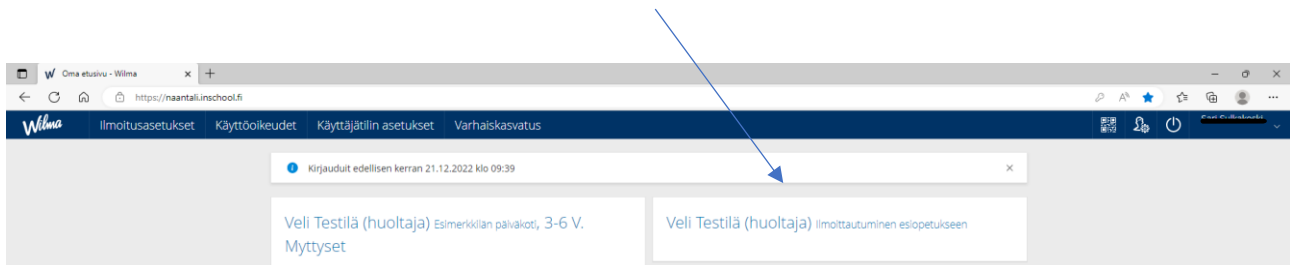 Oma etusivu - Wilma
https://naantali.inschool.fi
Wilma Ilmoitusasetukset Käyttöoikeudet Käyttäjätilin asetukset Varhaiskasvatus
Kirjauduit edellisen kerran 21.12.2022 klo 09:39
Veli Testilä (huoltaja) Esimerkkilän päiväkoti, 3-6 V.
Myttyset
Veli Testilä (huoltaja) Ilmoittautuminen esiopetukseen